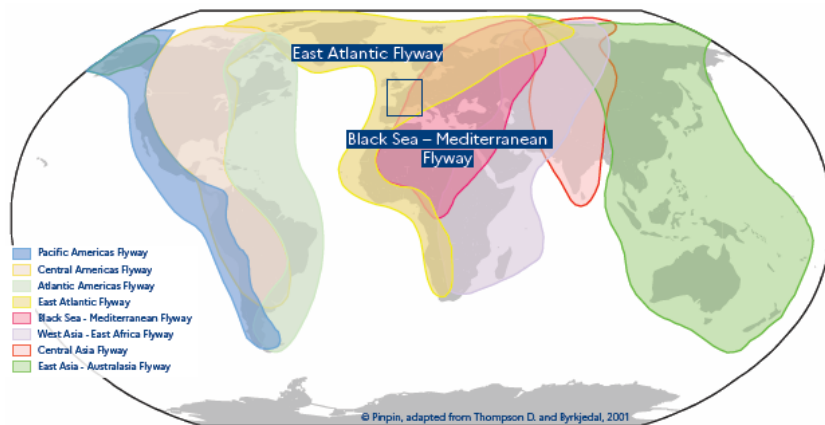 East Atlantic Flyway
Black Sea – Mediterranean
Flyway
Pacific Americas Flyway
Central Americas Flyway
Atlantic Americas Flyway
East Atlantic Flyway
Black Sea - Mediterranean Flyway
West Asia - East Africa Flyway
Central Asia Flyway
East Asia - Australasia Flyway
© Pinpin, adapted from Thompson D. and Byrkjedal, 2001